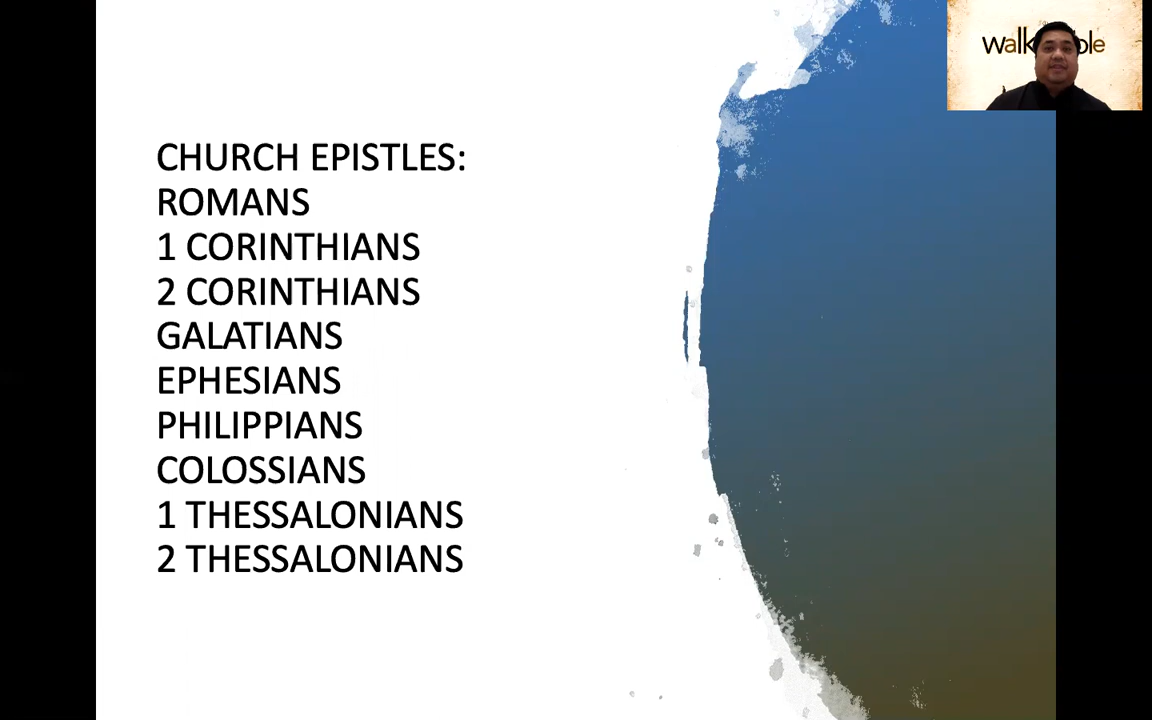 CHURCH EPISTLES:
ROMANS
1 CORINTHIANS
2 CORINTHIANS
GALATIANS
EPHESIANS
PHILIPPIANS
COLOSSIANS
1 THESSALONIANS
2 THESSALONIANS